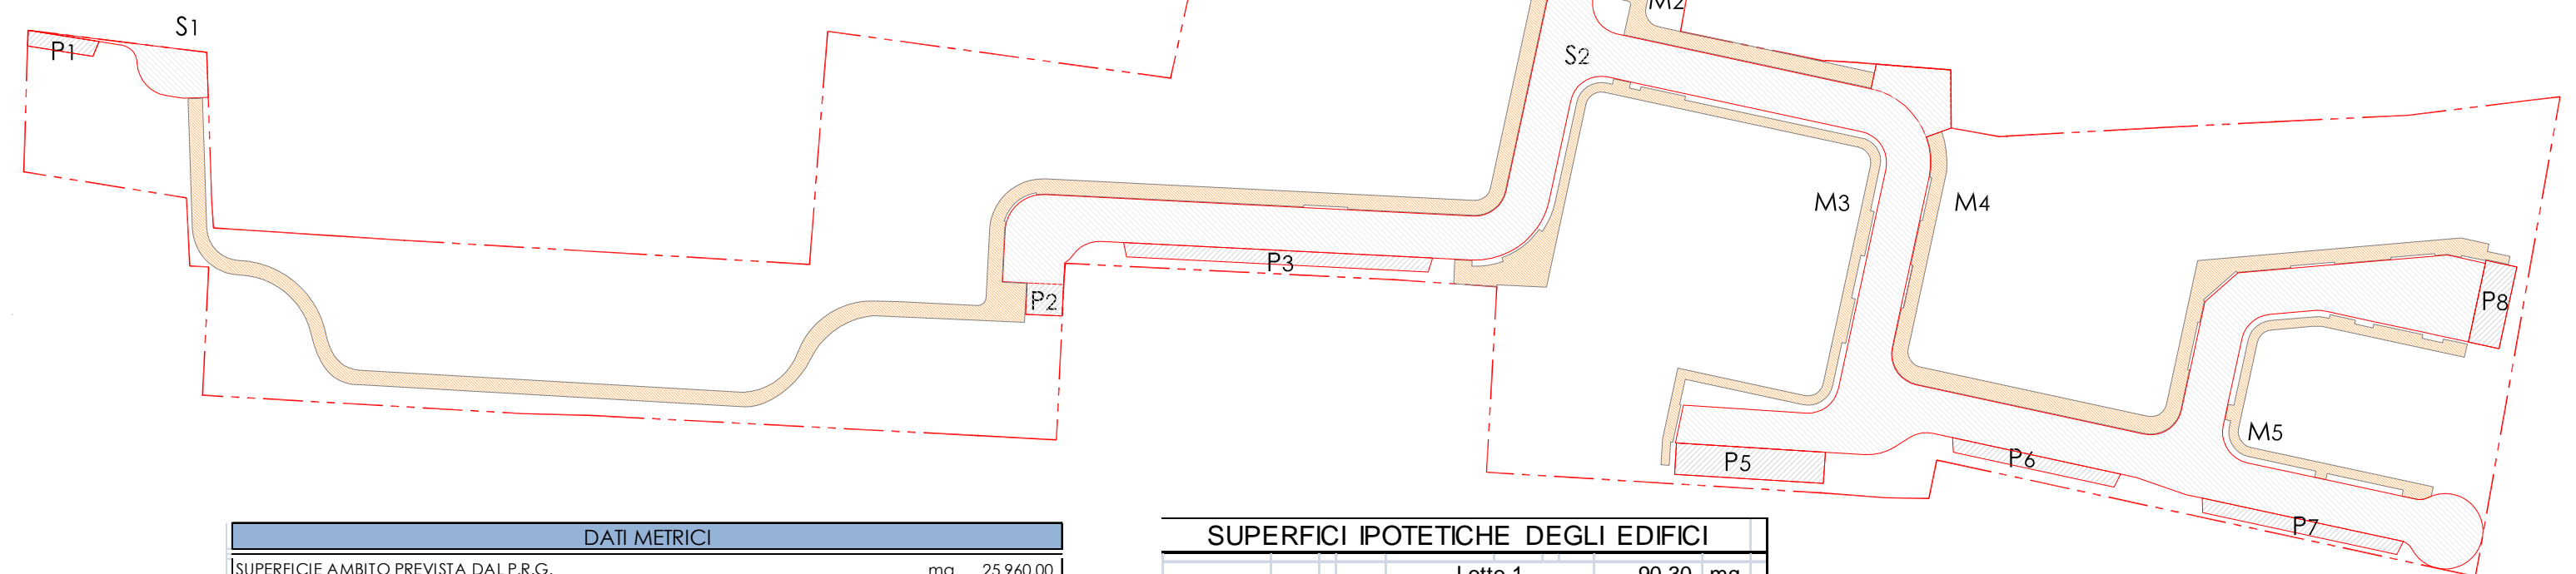 M2
S1
P1
S2
M3
M4
P3
P2
P8
M5
P5
P6
P7
DATI METRICI
SUPERFICIE AMBITO PREVISTA DAL P.R.G. mq 25.960,00
SUPERFICI IPOTETICHE DEGLI EDIFICI
Lotto 1 90,30 mq